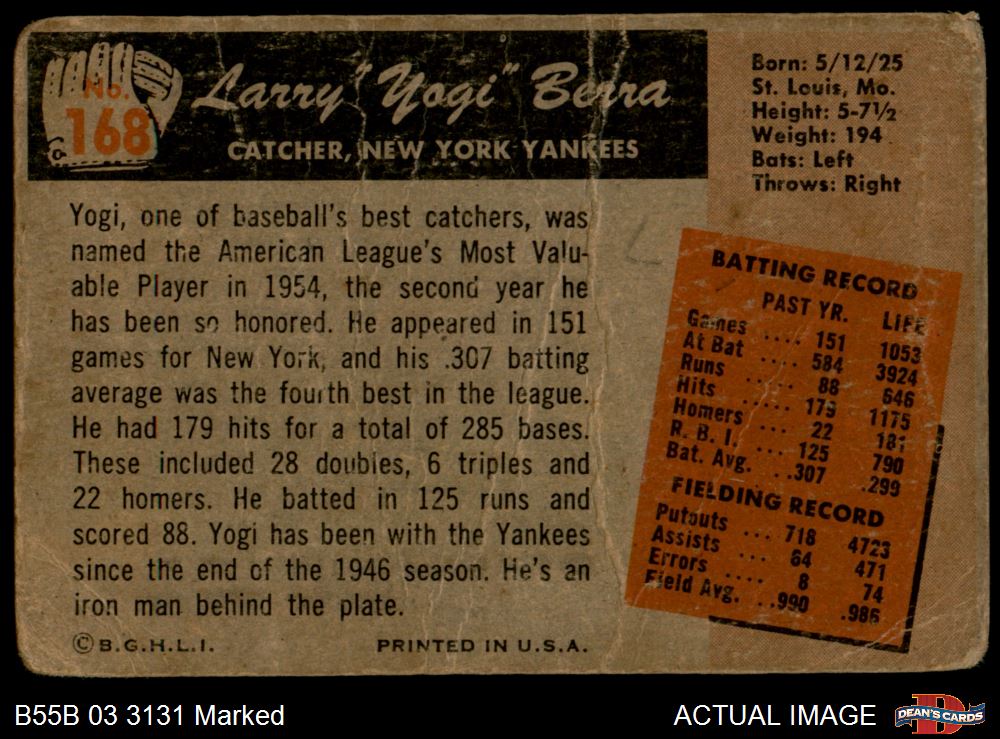 No.
168
Larry "Yogi" Berra
CATCHER, NEW YORK YANKEES
Born: 5/12/25
St. Louis, Mo.
Height: 5-7½
Weight: 194
Bats: Left
Throws: Right
Yogi, one of baseball's best catchers, was
named the American League's Most Valu-
able Player in 1954, the second year he
has been so honored. He appeared in 151
games for New York, and his .307 batting
average was the fourth best in the league.
He had 179 hits for a total of 285 bases.
These included 28 doubles, 6 triples and
22 homers. He batted in 125 runs and
scored 88. Yogi has been with the Yankees
since the end of the 1946 season. He's an
iron man behind the plate.
BATTING RECORD
PAST YR. LIFE
Games .... 151 1053
At Bat .... 584 3924
Runs ..... 88 646
Hits ..... 179 1175
Homers ... 22 181
R. B. I. ... 125 790
Bat. Avg. ...307 .299
FIELDING RECORD
Putouts ... 718 4723
Assists ... 64 471
Errors .... 8 74
Field Avg. ..990 .986
© B.G.H.L.I. PRINTED IN U.S.A.
B55B 03 3131 Marked
ACTUAL IMAGE
D
DEAN'S CARDS